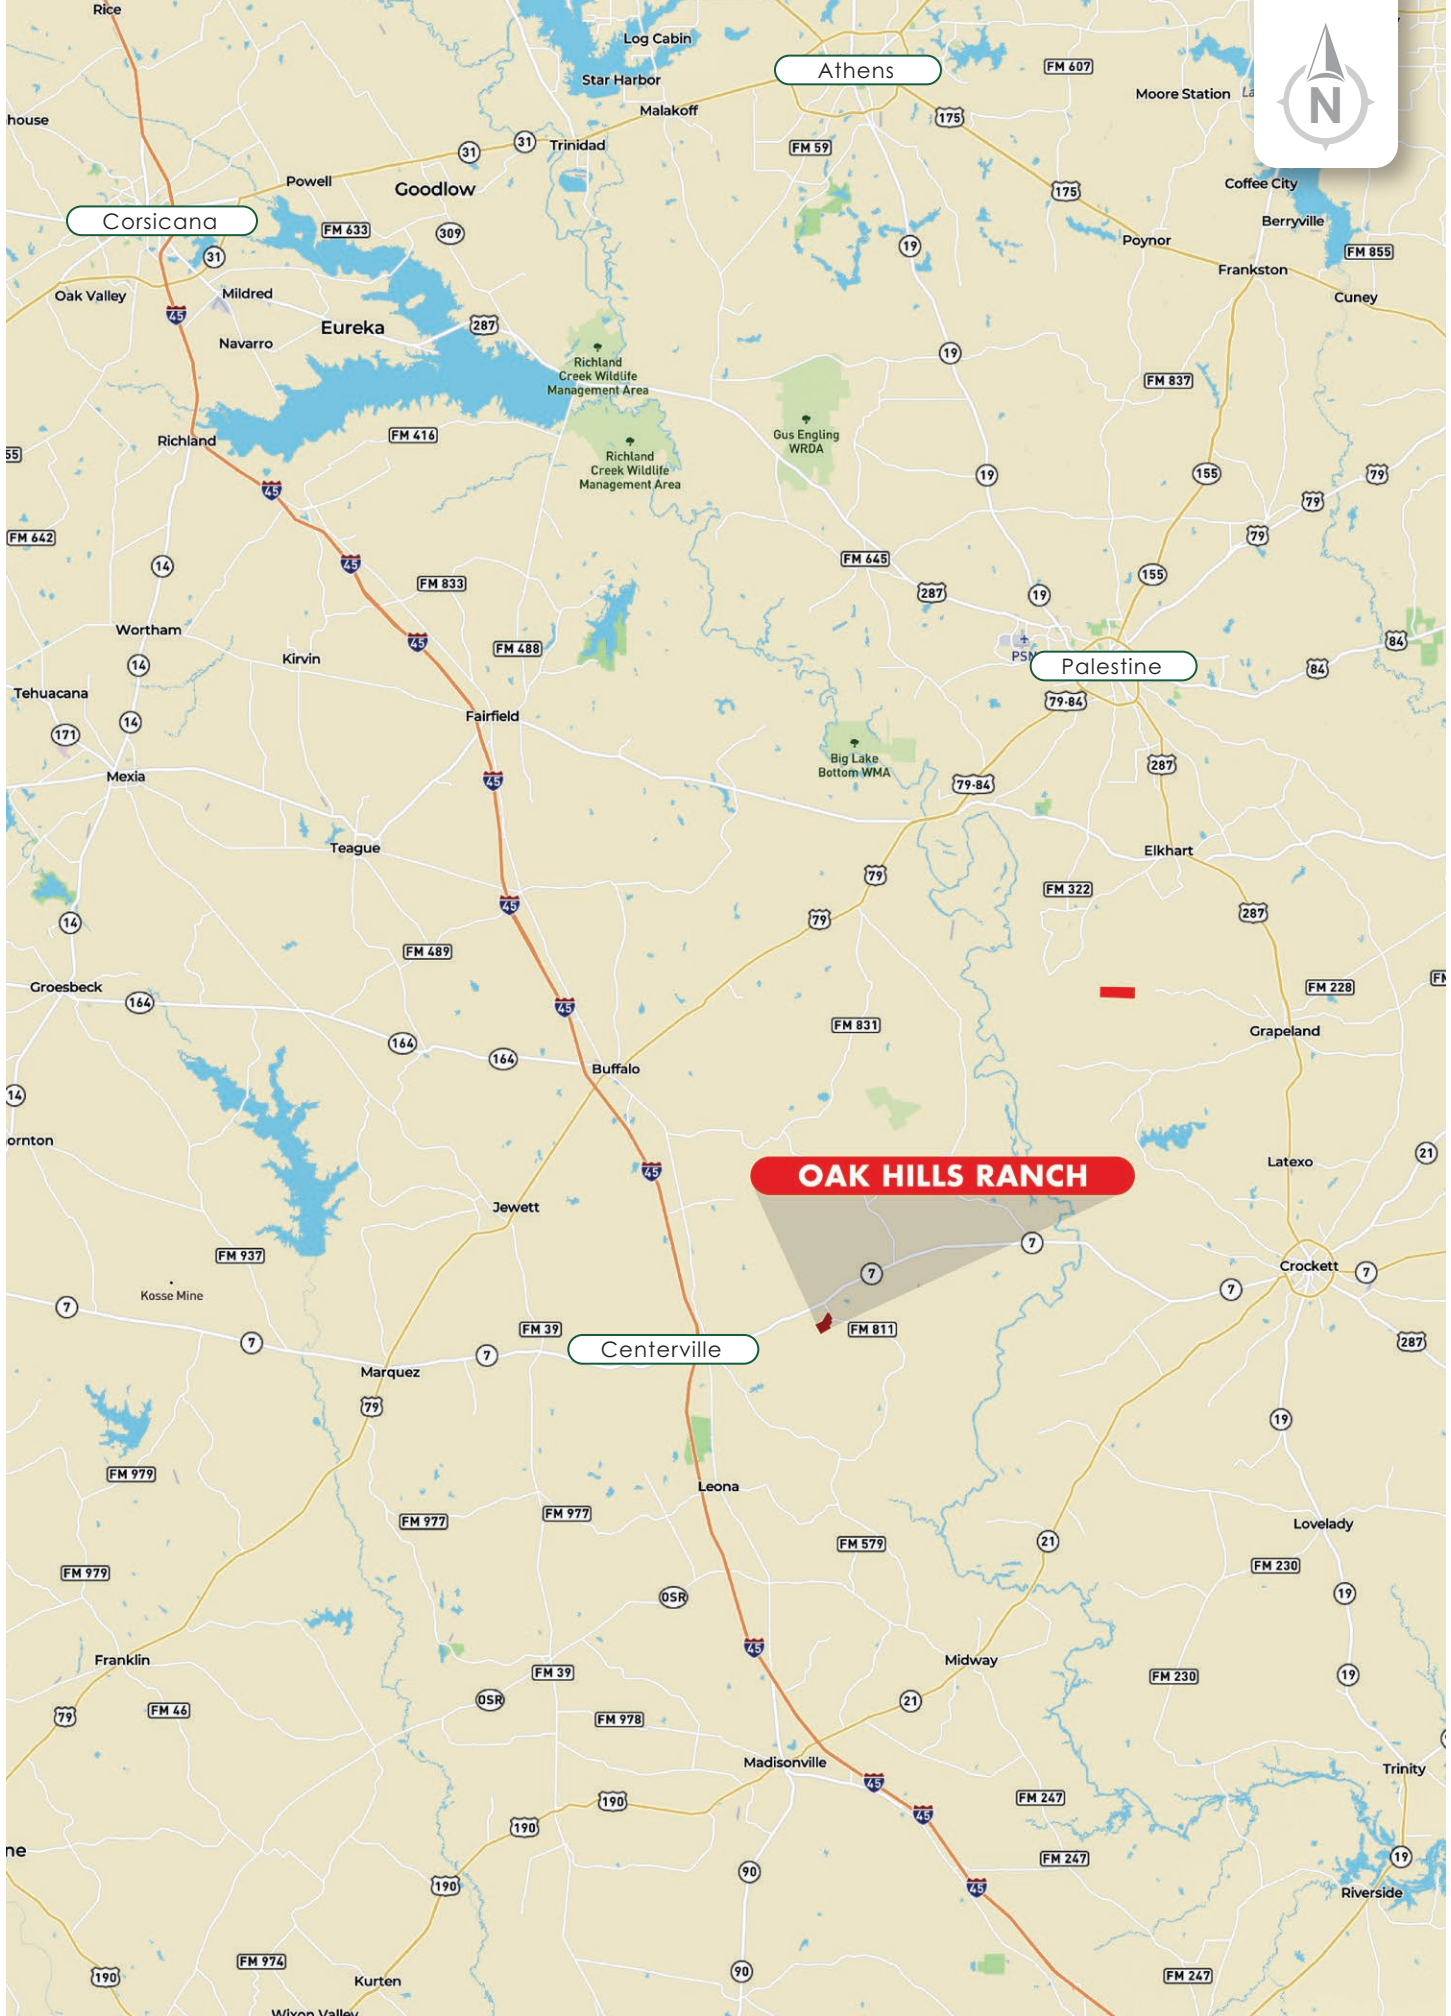 Rice
Log Cabin
Athens
FM 607
Star Harbor
Moore Station
N
Malakoff
175
house
31
31
Trinidad
FM 59
Powell
Goodlow
175
Coffee City
Corsicana
FM 633
309
Berryville
19
Poynor
FM 855
31
Frankston
Oak Valley
Mildred
Cuney
45
Eureka
287
Navarro
19
Richland
Creek Wildlife
Management Area
FM 837
Richland
FM 416
Gus Engling
WRDA
55
Richland
Creek Wildlife
Management Area
19
155
79
45
79
FM 642
79
14
45
FM 645
155
FM 833
287
19
Wortham
45
FM 488
84
Kirvin
PSN
Palestine
84
14
Tehuacana
79-84
14
Fairfield
171
Big Lake
Bottom WMA
287
Mexia
45
79-84
Teague
Elkhart
79
FM 322
45
287
14
79
FM 489
Groesbeck
FM 228
164
45
FM 831
Grapeland
164
164
Buffalo
14
ornton
21
45
Latexo
OAK HILLS RANCH
Jewett
7
FM 937
7
Crockett
7
Kosse Mine
7
7
FM 39
FM 811
7
7
Centerville
287
Marquez
79
19
FM 979
Leona
FM 977
FM 977
Lovelady
FM 579
21
FM 979
FM 230
OSR
19
45
Franklin
Midway
FM 39
FM 230
19
OSR
21
79
FM 46
FM 978
Madisonville
Trinity
45
190
FM 247
190
45
ne
FM 247
19
90
190
45
Riverside
FM 974
90
190
Kurten
FM 247
Wixon Valley